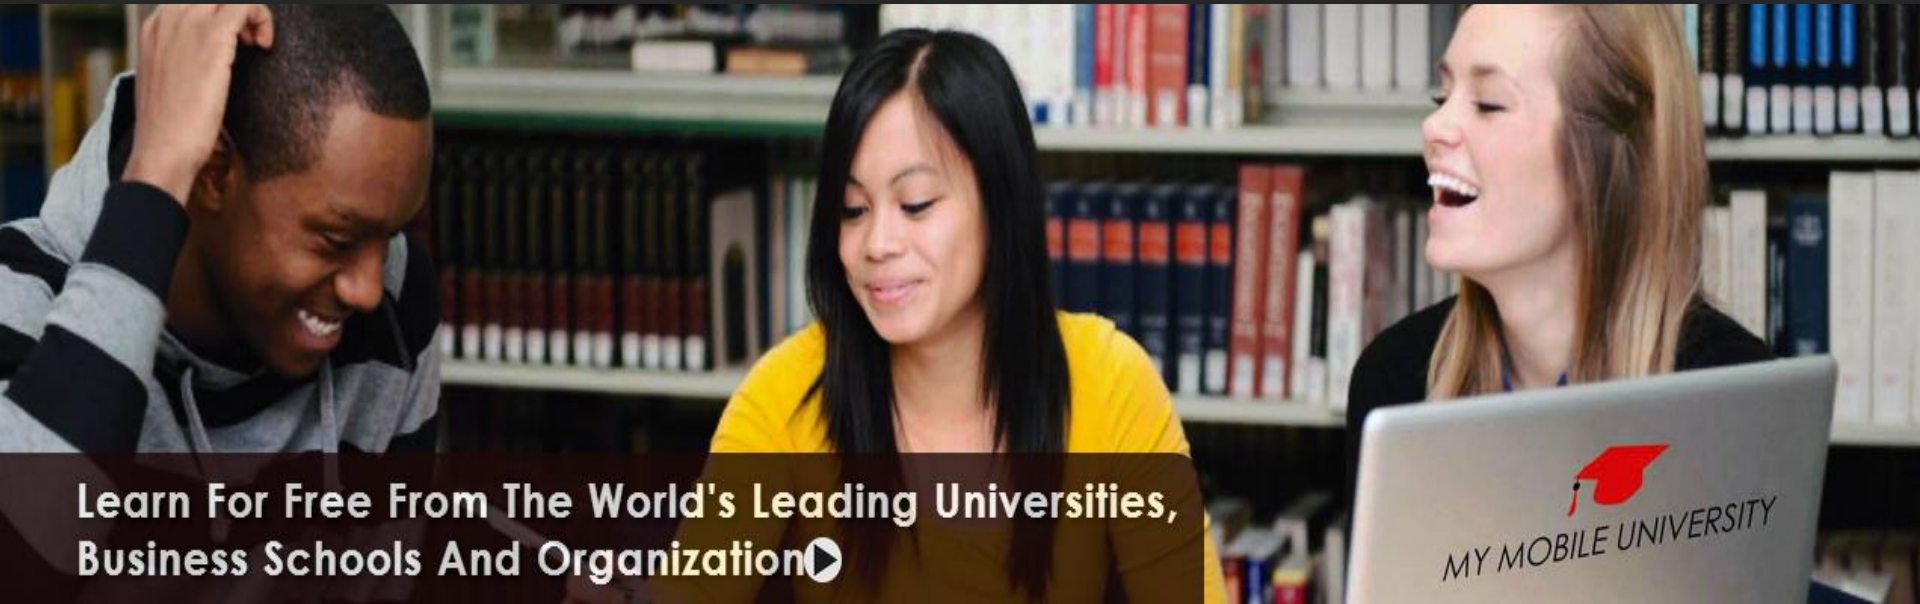 Learn For Free From The World's Leading Universities,
Business Schools And Organization
MY MOBILE UNIVERSITY